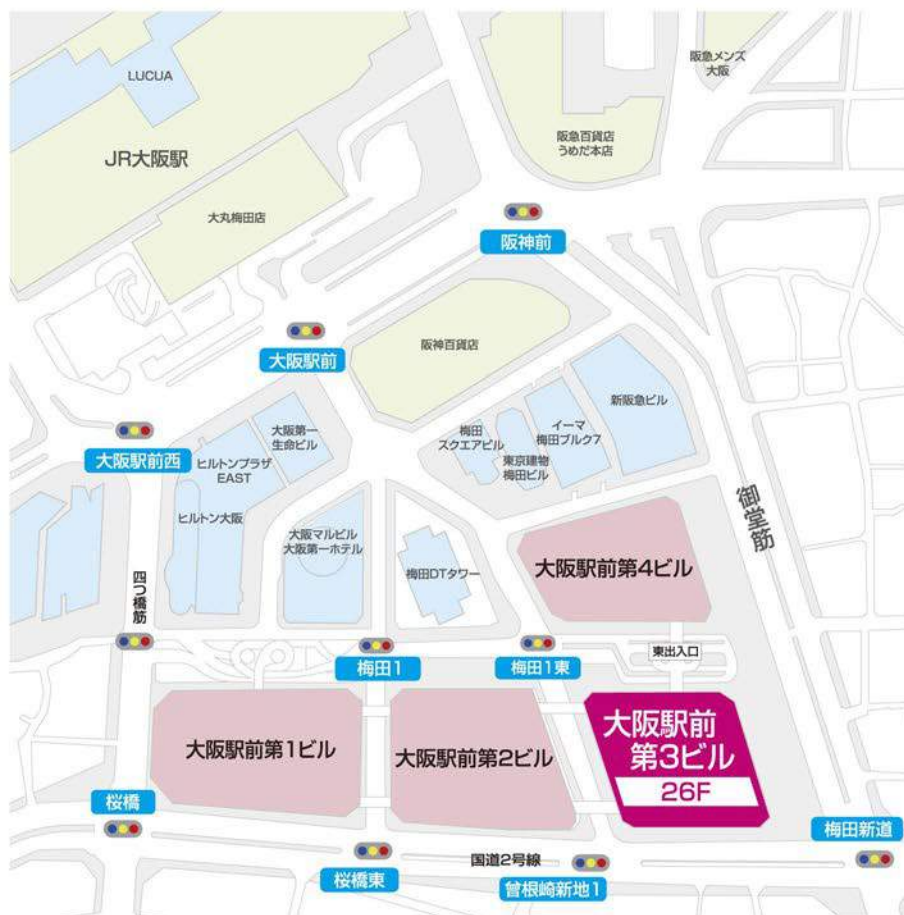 LUCUA
阪急メンズ
大阪
阪急百貨店
うめだ本店
JR大阪駅
大丸梅田店
阪神前
大阪駅前
阪神百貨店
新阪急ビル
イーマ
梅田ブルク7
梅田
スクエアビル
東京建物
梅田ビル
大阪第一
生命ビル
大阪駅前西
ヒルトンプラザ
EAST
ヒルトン大阪
御堂筋
大阪マルビル
大阪第一ホテル
梅田DTタワー
大阪駅前第4ビル
四つ橋筋
梅田1
梅田1東
東出入口
大阪駅前第1ビル
大阪駅前第2ビル
大阪駅前
第3ビル
26F
桜橋
梅田新道
国道2号線
桜橋東
曾根崎新地1